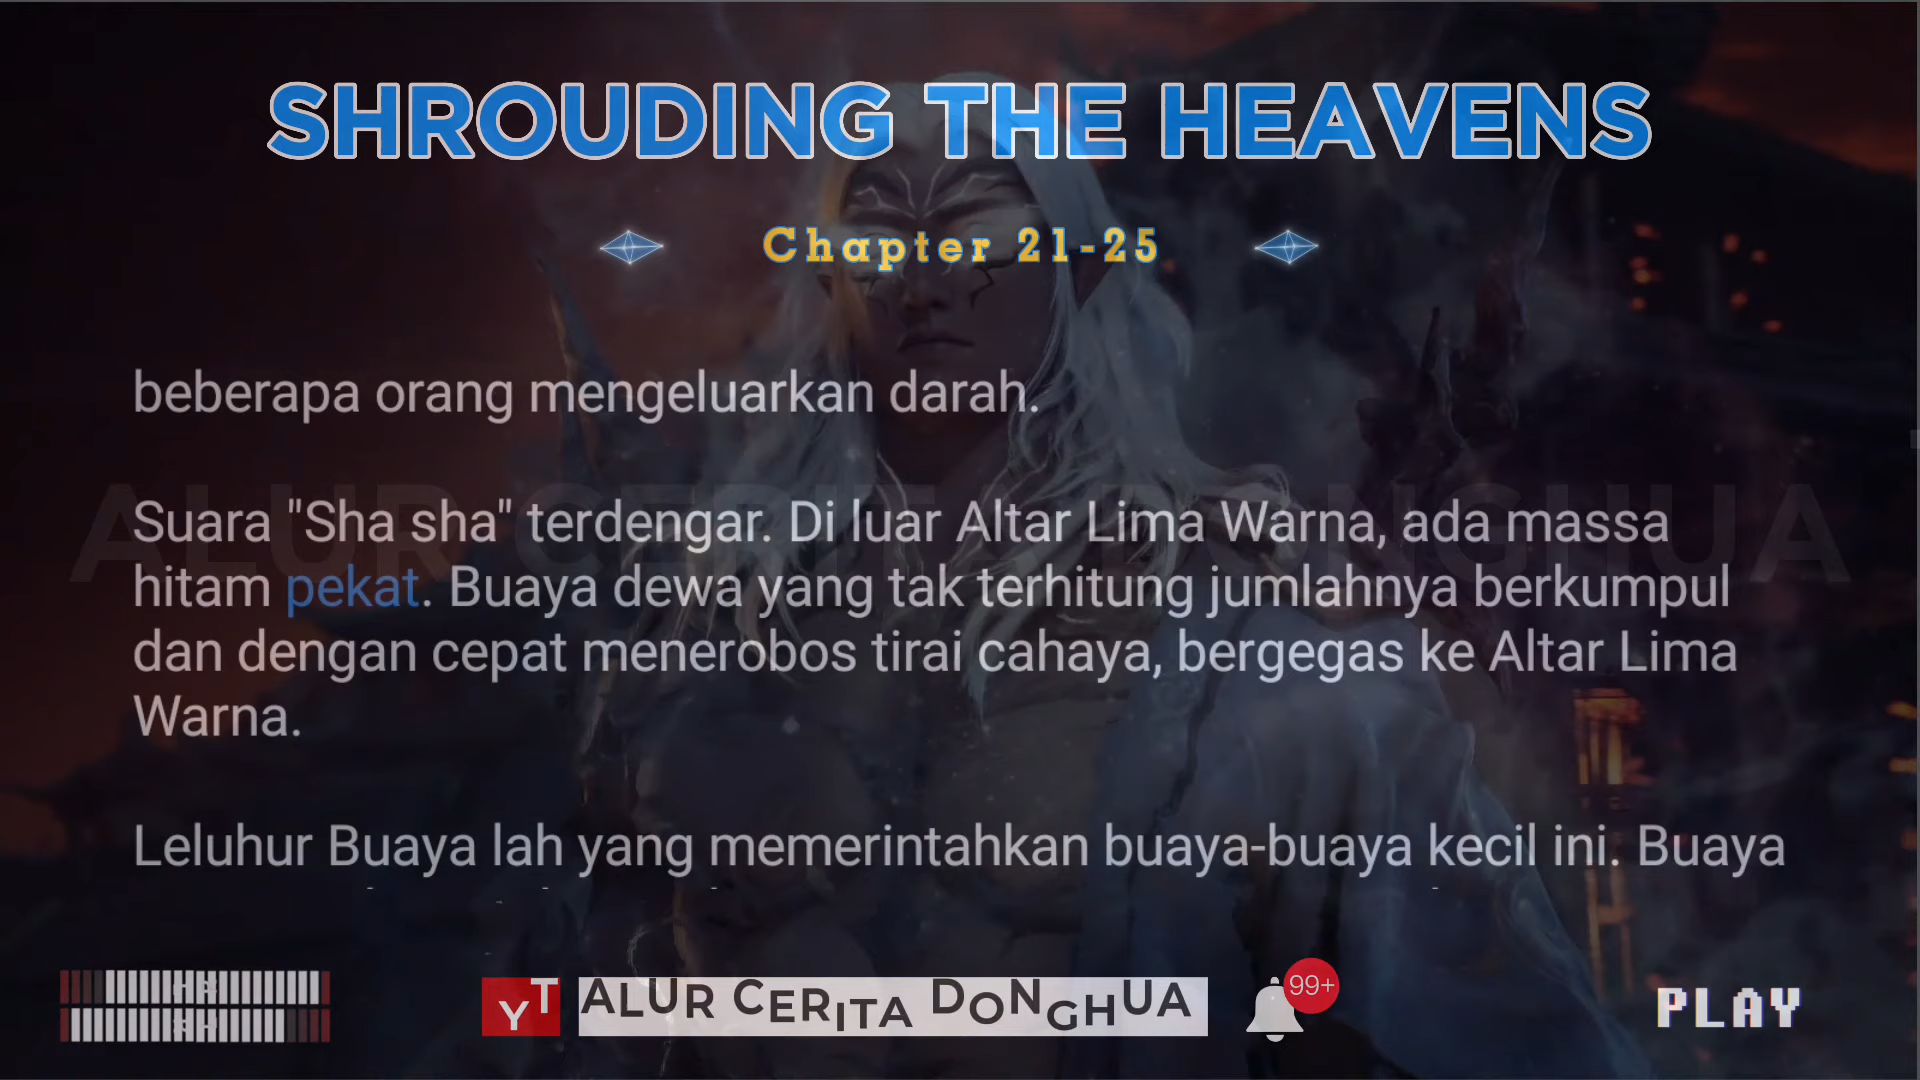 SHROUDING THE HEAVENS
Chapter 21-25
beberapa orang mengeluarkan darah.
Suara "Sha sha" terdengar. Di luar Altar Lima Warna, ada massa
hitam pekat. Buaya dewa yang tak terhitung jumlahnya berkumpul
dan dengan cepat menerobos tirai cahaya, bergegas ke Altar Lima
Warna.
Leluhur Buaya lah yang memerintahkan buaya-buaya kecil ini. Buaya
ALUR CERITA DONGHUA
YT ALUR CERITA DONGHUA
99+
PLAY